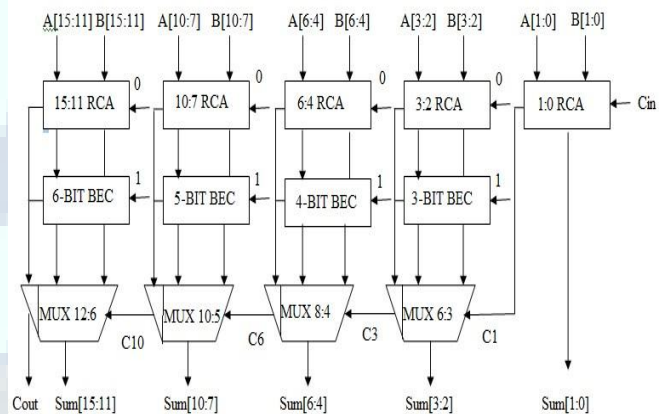 A[15:11] B[15:11] A[10:7] B[10:7] A[6:4] B[6:4] A[3:2] B[3:2] A[1:0] B[1:0]
0 0 0 0
15:11 RCA 10:7 RCA 6:4 RCA 3:2 RCA 1:0 RCA Cin
1 1 1 1
6-BIT BEC 5-BIT BEC 4-BIT BEC 3-BIT BEC
MUX 12:6 MUX 10:5 MUX 8:4 MUX 6:3
C10 C6 C3 C1
Cout Sum[15:11] Sum[10:7] Sum[6:4] Sum[3:2] Sum[1:0]